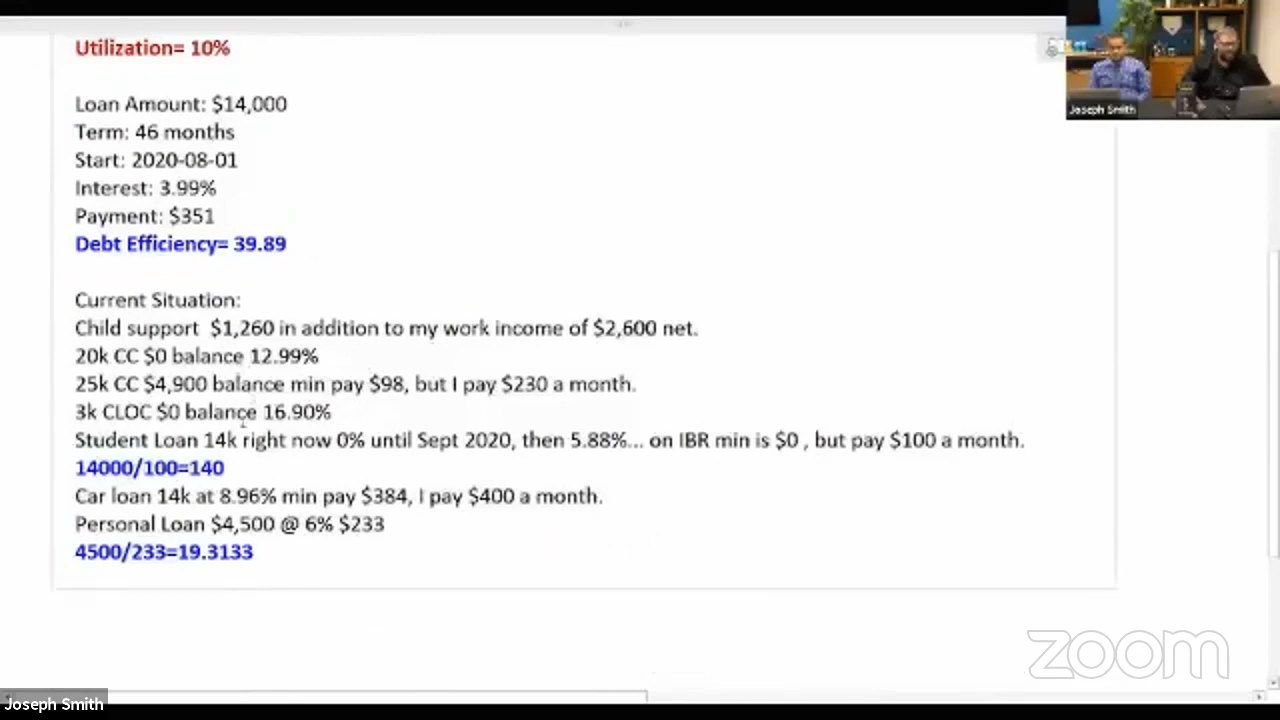 Utilization= 10%
Loan Amount: $14,000
Term: 46 months
Start: 2020-08-01
Interest: 3.99%
Payment: $351
Debt Efficiency= 39.89
Current Situation:
Child support  $1,260 in addition to my work income of $2,600 net.
20k CC $0 balance 12.99%
25k CC $4,900 balance min pay $98, but I pay $230 a month.
3k CLOC $0 balance 16.90%
Student Loan 14k right now 0% until Sept 2020, then 5.88%... on IBR min is $0 , but pay $100 a month.
14000/100=140
Car loan 14k at 8.96% min pay $384, I pay $400 a month.
Personal Loan $4,500 @ 6% $233
4500/233=19.3133
Joseph Smith
zoom
Joseph Smith